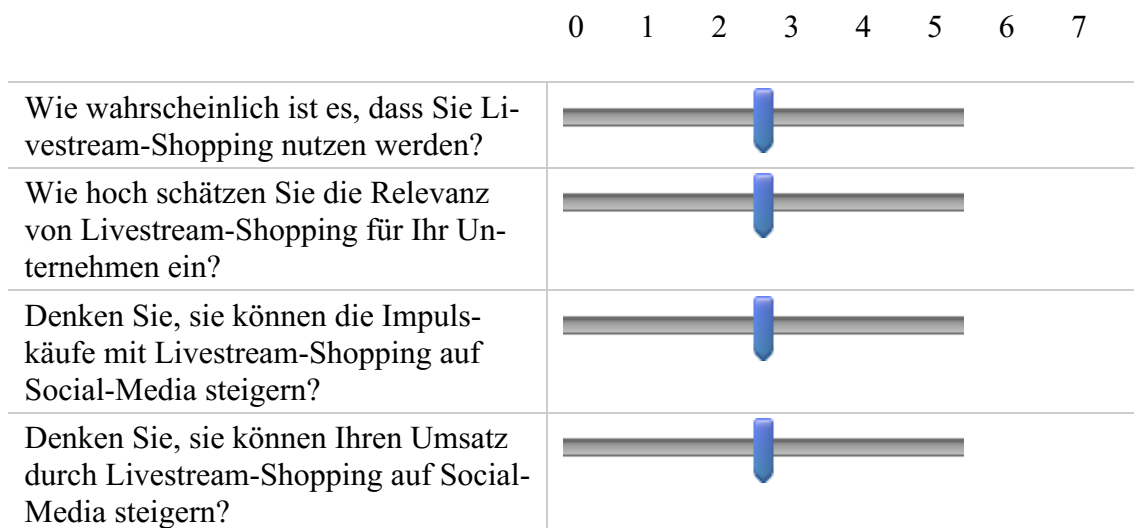 0 1 2 3 4 5 6 7
Wie wahrscheinlich ist es, dass Sie Li-
vestream-Shopping nutzen werden?
Wie hoch schätzen Sie die Relevanz
von Livestream-Shopping für Ihr Un-
ternehmen ein?
Denken Sie, sie können die Impuls-
käufe mit Livestream-Shopping auf
Social-Media steigern?
Denken Sie, sie können Ihren Umsatz
durch Livestream-Shopping auf Social-
Media steigern?